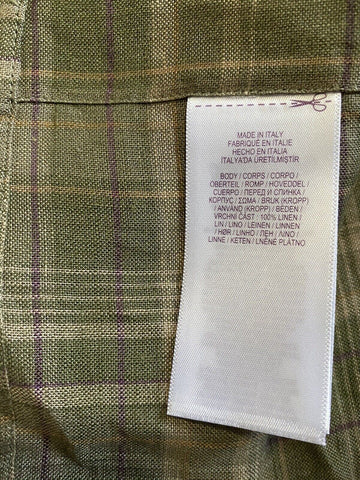 MADE IN ITALY
FABRIQUÉ EN ITALIE
HECHO EN ITALIA
İTALYA'DA ÜRETİLMİŞTİR
BODY / CORPS / CORPO /
OBERTEIL / ROMP / HOVEDDEL /
CUERPO / ПЕРЕД И СПИНКА /
KORPUS / ΣΩΜΑ / BRUK (KROPP)
/ ANVÄND (KROPP) / BEDEN /
VRCHNÍ ČÁST : 100% LINEN /
LIN / LINO / LEINEN / LINNEN
/ HØR / LINHO / ЛЕН / ΛΙΝΟ /
LINNE / KETEN / LNĚNÉ PLÁTNO